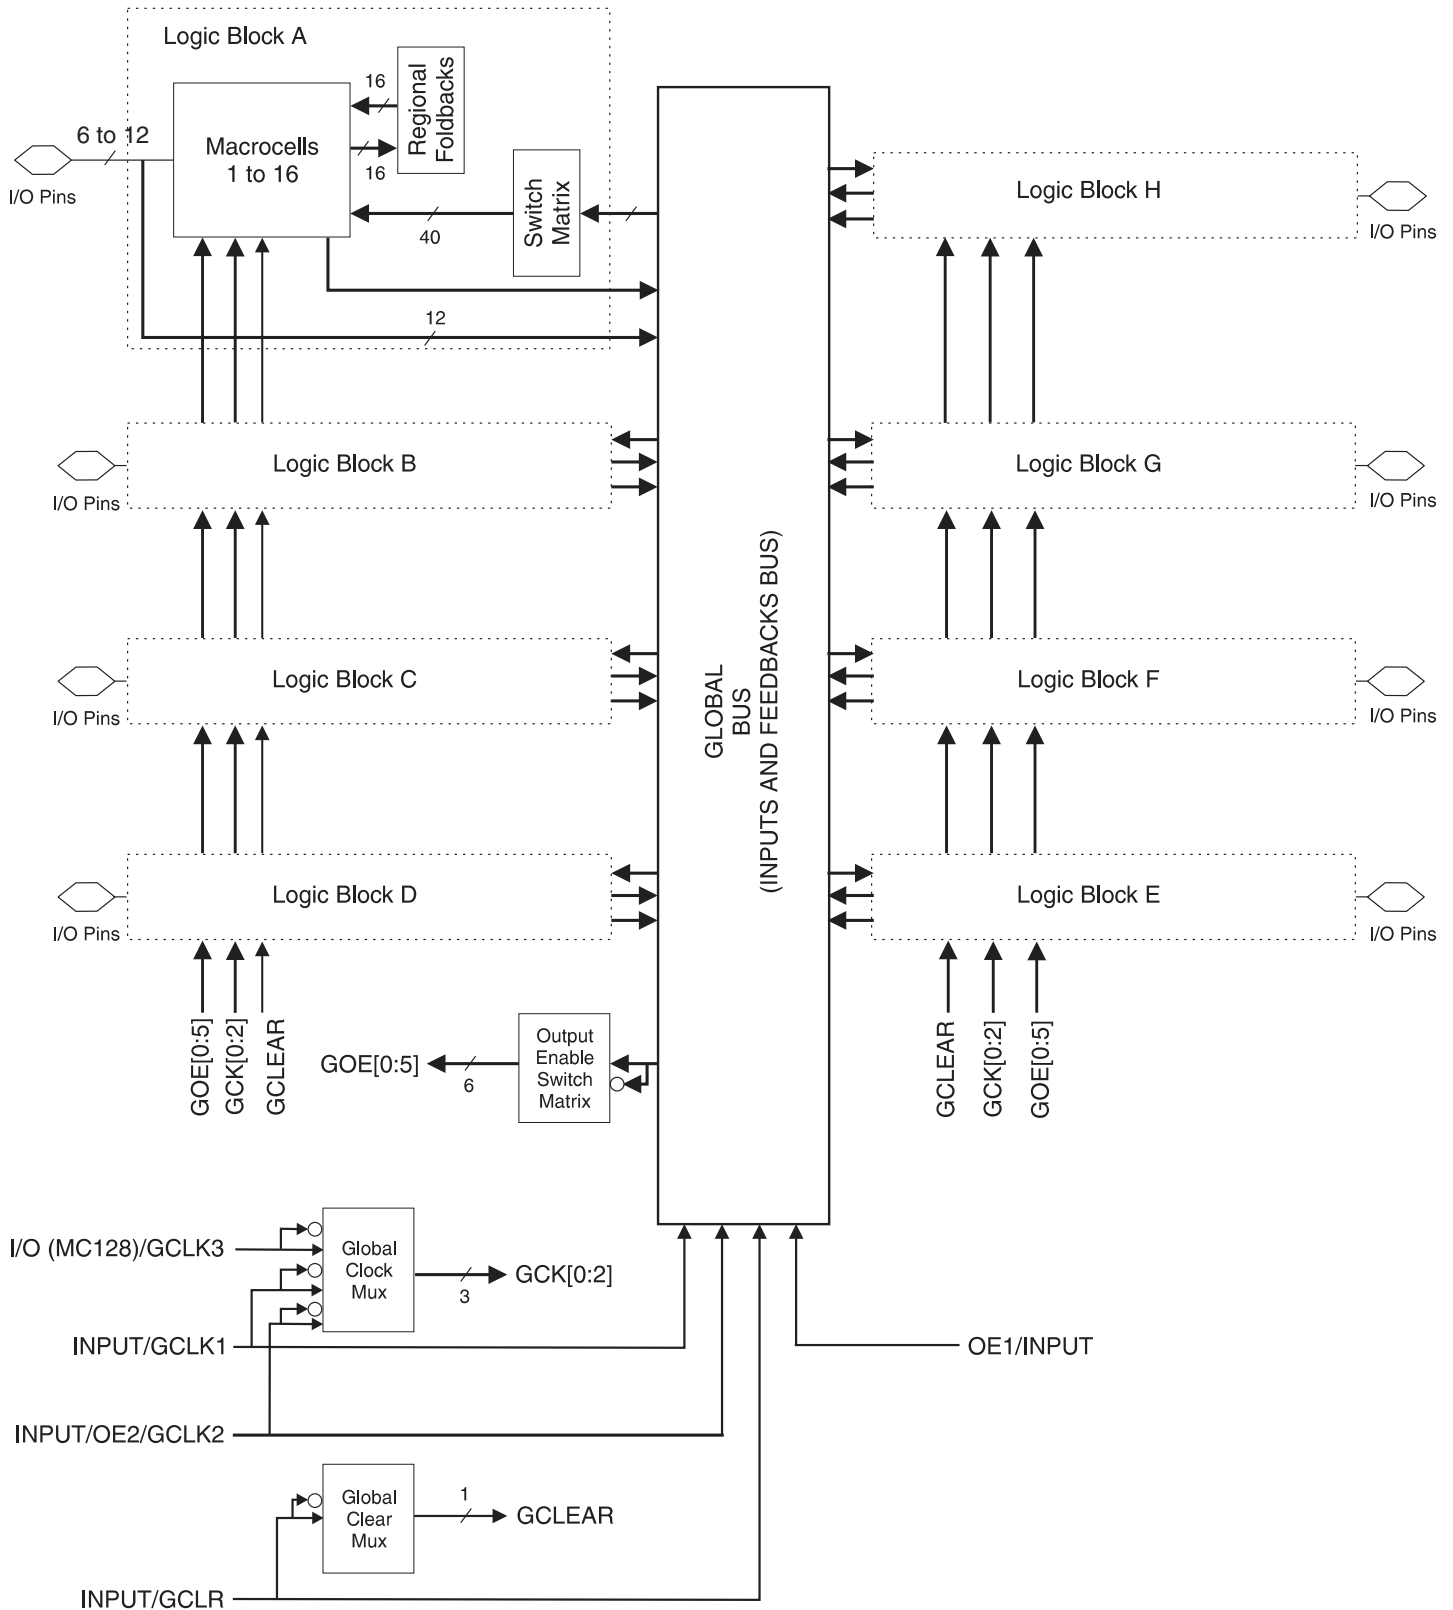 Logic Block A
16
Regional
Foldbacks
6 to 12
Macrocells
1 to 16
16
I/O Pins
Switch
Matrix
40
12
Logic Block H
I/O Pins
Logic Block B
I/O Pins
Logic Block G
I/O Pins
GLOBAL
BUS
(INPUTS AND FEEDBACKS BUS)
Logic Block C
I/O Pins
Logic Block F
I/O Pins
Logic Block D
I/O Pins
Logic Block E
I/O Pins
GOE[0:5]
GCK[0:2]
GCLEAR
GCLEAR
GCK[0:2]
GOE[0:5]
GOE[0:5]
6
Output
Enable
Switch
Matrix
I/O (MC128)/GCLK3
Global
Clock
Mux
3
GCK[0:2]
INPUT/GCLK1
OE1/INPUT
INPUT/OE2/GCLK2
Global
Clear
Mux
1
GCLEAR
INPUT/GCLR